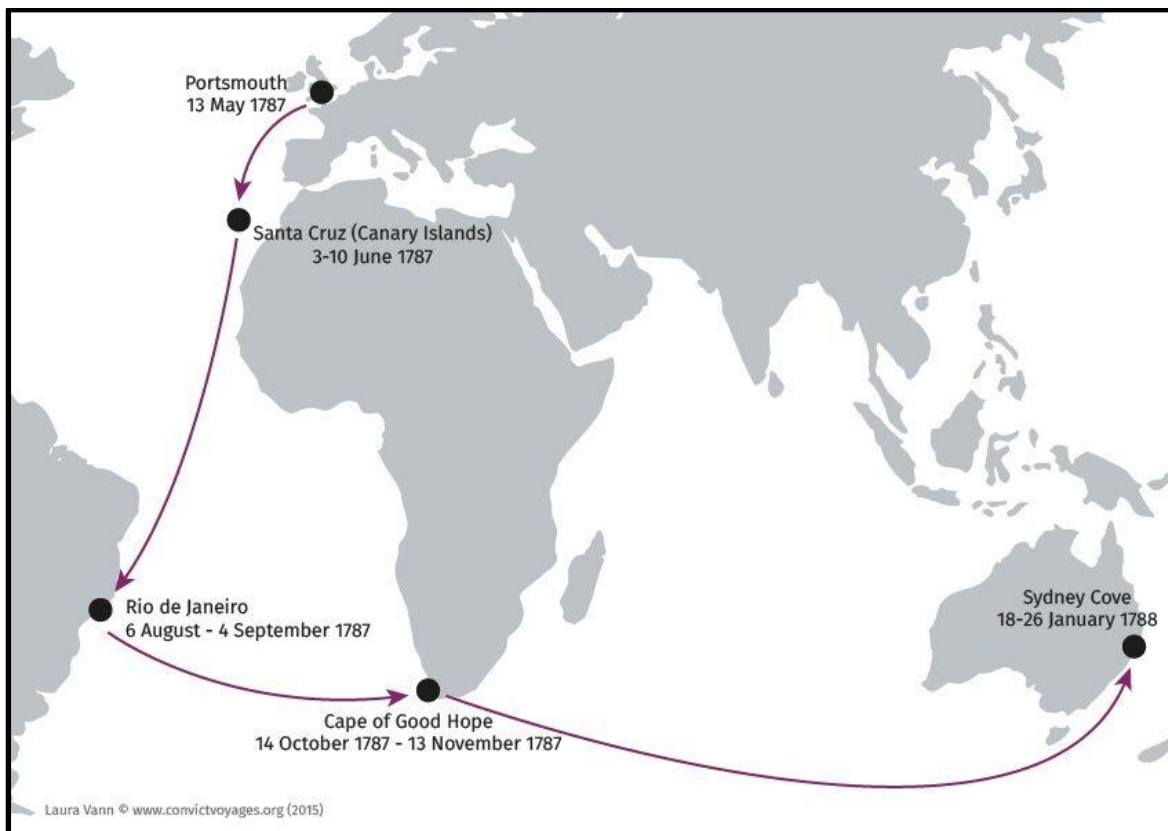 Portsmouth
13 May 1787
Santa Cruz (Canary Islands)
3-10 June 1787
Rio de Janeiro
6 August - 4 September 1787
Cape of Good Hope
14 October 1787 - 13 November 1787
Sydney Cove
18-26 January 1788
Laura Vann © www.convictvoyages.org (2015)